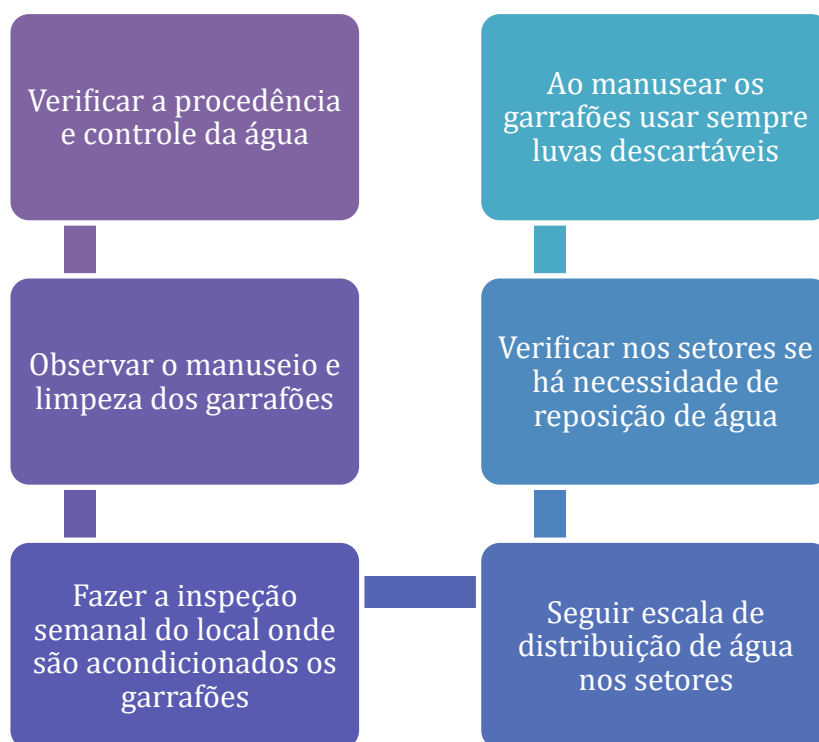 Verificar a procedência
e controle da água
Observar o manuseio e
limpeza dos garrafões
Fazer a inspeção
semanal do local onde
são acondicionados os
garrafões
Seguir escala de
distribuição de água
nos setores
Verificar nos setores se
há necessidade de
reposição de água
Ao manusear os
garrafões usar sempre
luvas descartáveis